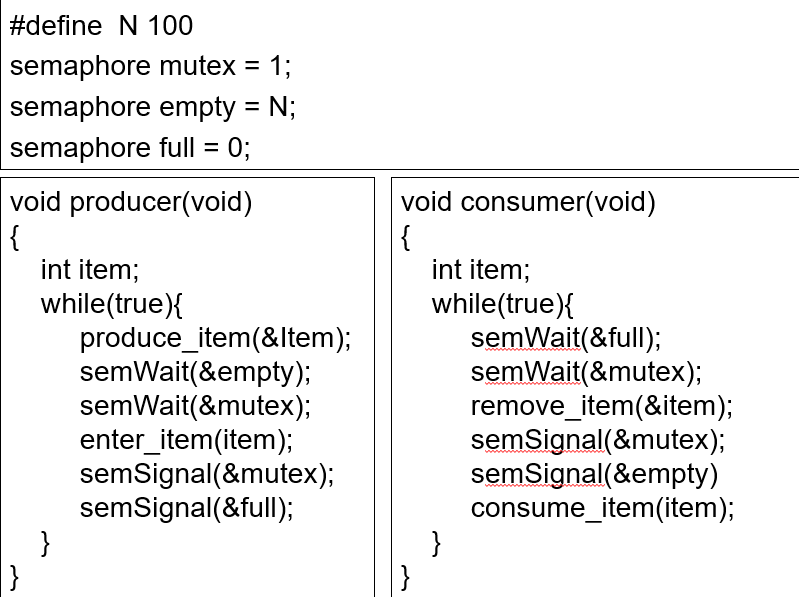 #define  N 100
semaphore mutex = 1;
semaphore empty = N;
semaphore full = 0;
void producer(void)
{
int item;
while(true){
produce_item(&Item);
semWait(&empty);
semWait(&mutex);
enter_item(item);
semSignal(&mutex);
semSignal(&full);
}
}
void consumer(void)
{
int item;
while(true){
semWait(&full);
semWait(&mutex);
remove_item(&item);
semSignal(&mutex);
semSignal(&empty)
consume_item(item);
}
}